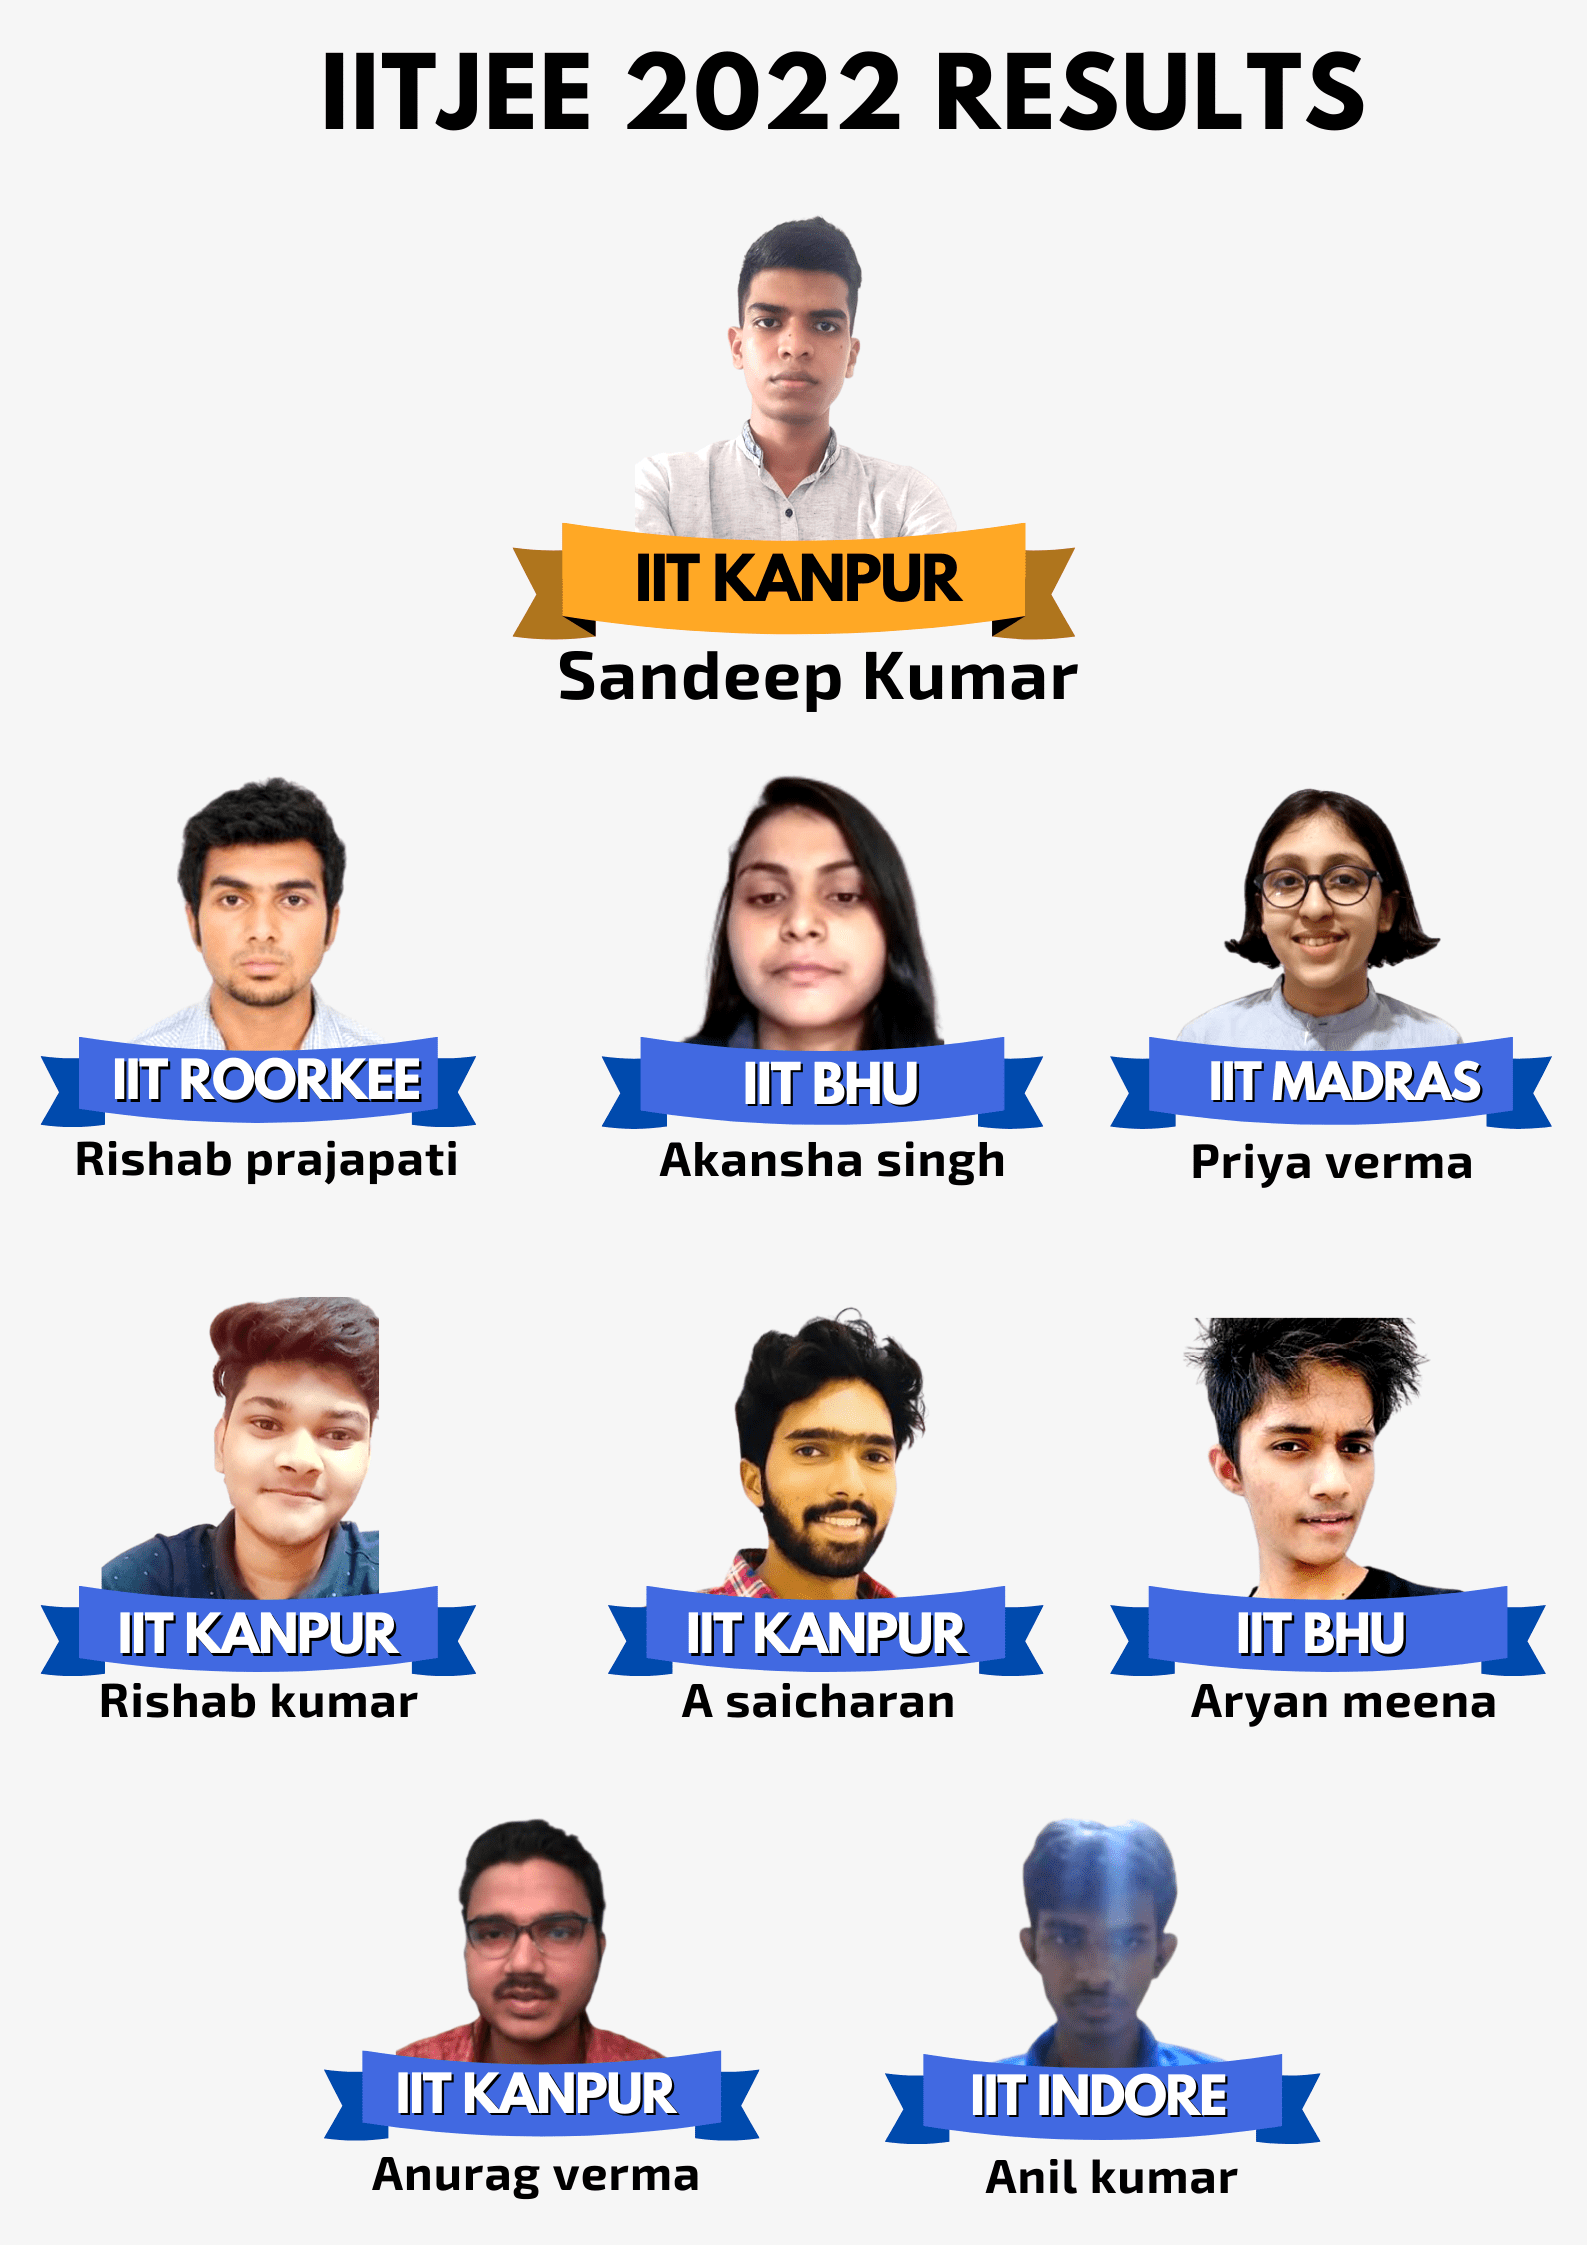 IITJEE 2022 RESULTS
IIT KANPUR
Sandeep Kumar
IIT ROORKEE
Rishab prajapati
IIT BHU
Akansha singh
IIT MADRAS
Priya verma
IIT KANPUR
Rishab kumar
IIT KANPUR
A saicharan
IIT BHU
Aryan meena
IIT KANPUR
Anurag verma
IIT INDORE
Anil kumar